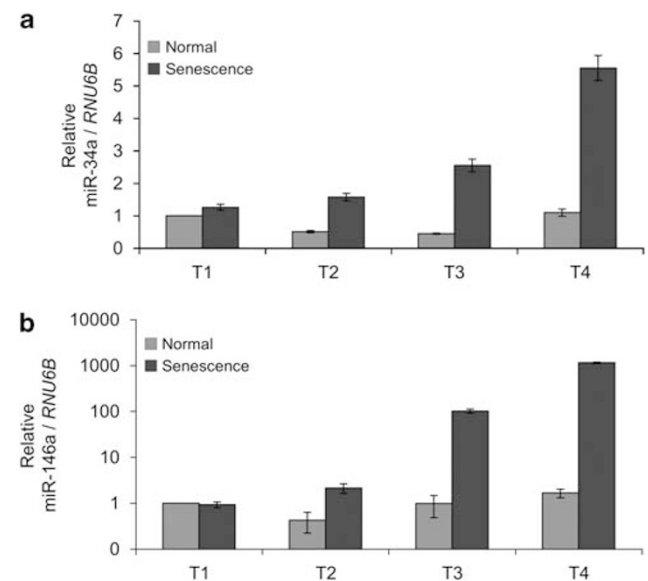 a
7
6
5
4
3
2
1
0
Relative
miR-34a / RNU6B
Normal
Senescence
T1 T2 T3 T4
b
10000
1000
100
10
1
0
Relative
miR-146a / RNU6B
Normal
Senescence
T1 T2 T3 T4